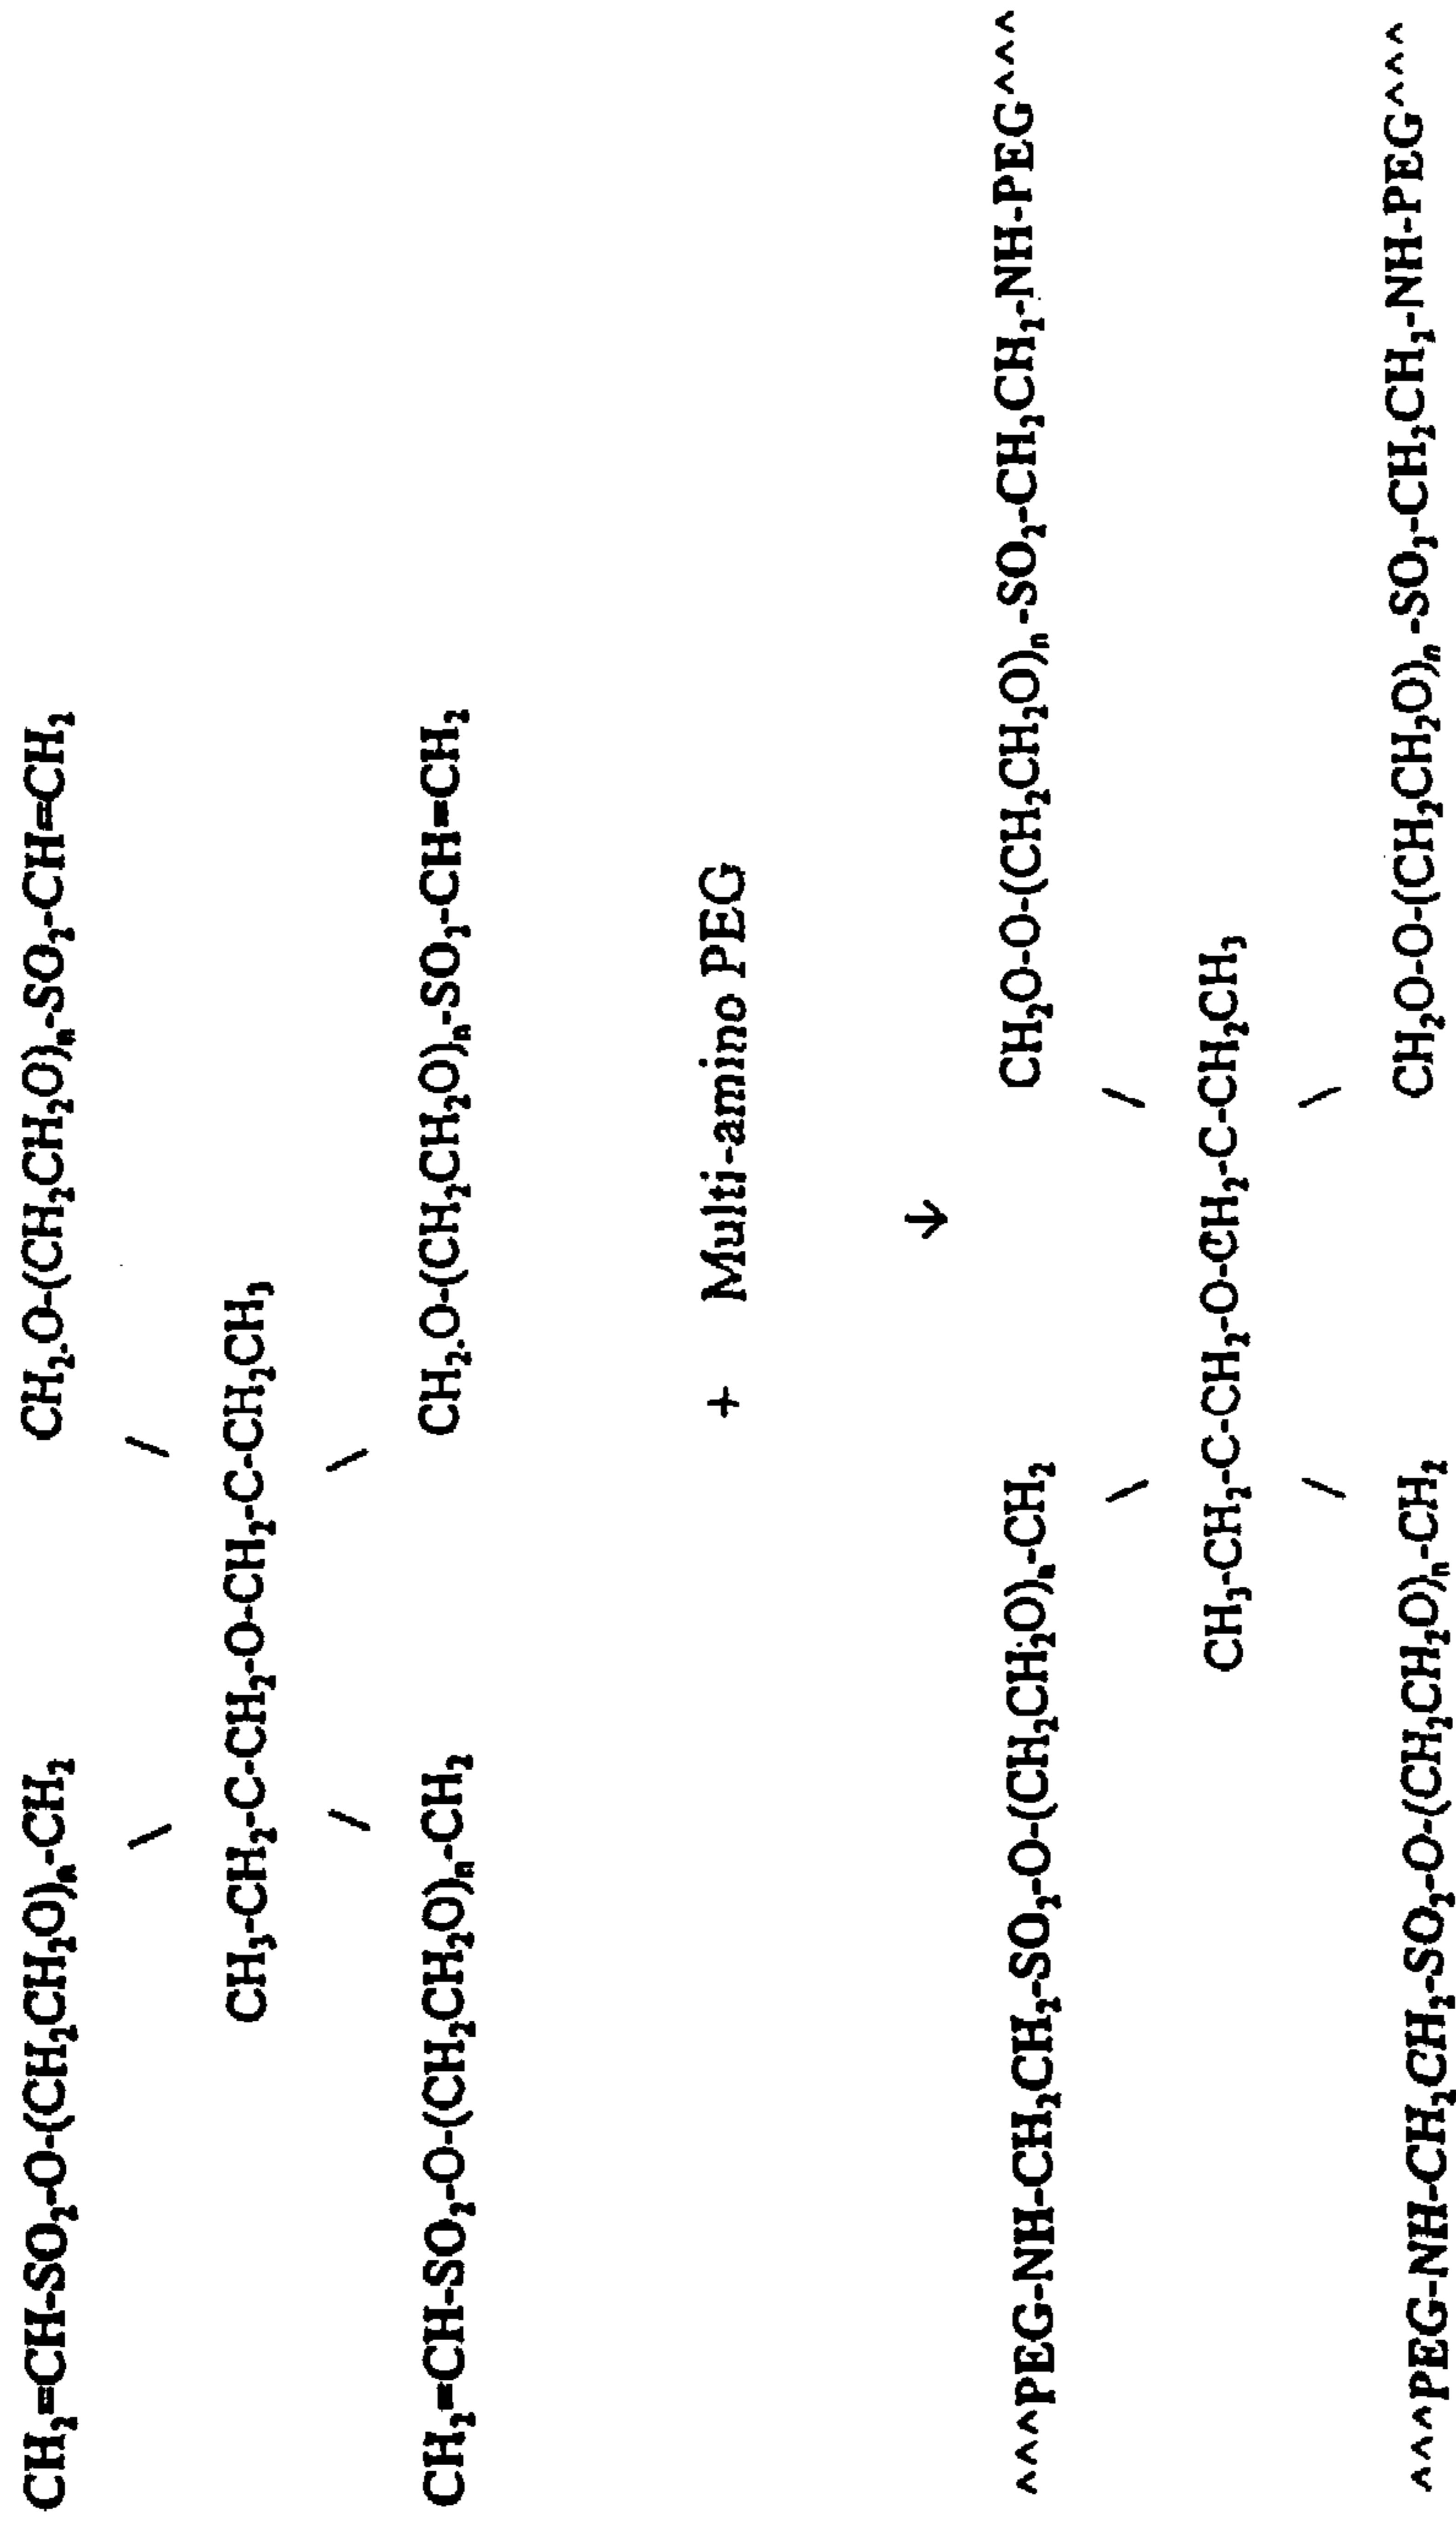 CH₂=CH-SO₂-O-(CH₂CH₂O)ₙ-CH₂ CH₂-O-(CH₂CH₂O)ₙ-SO₂-CH=CH₂
\ /
CH₃-CH₂-C-CH₂-O-CH₂-C-CH₂CH₃
/ \
CH₂=CH-SO₂-O-(CH₂CH₂O)ₙ-CH₂ CH₂-O-(CH₂CH₂O)ₙ-SO₂-CH=CH₂
+ Multi-amino PEG
↓
^^^PEG-NH-CH₂CH₂-SO₂-O-(CH₂CH₂O)ₙ-CH₂ CH₂O-O-(CH₂CH₂O)ₙ-SO₂-CH₂CH₂-NH-PEG^^^
\ /
CH₃-CH₂-C-CH₂-O-CH₂-C-CH₂CH₃
/ \
^^^PEG-NH-CH₂CH₂-SO₂-O-(CH₂CH₂O)ₙ-CH₂ CH₂O-O-(CH₂CH₂O)ₙ-SO₂-CH₂CH₂-NH-PEG^^^